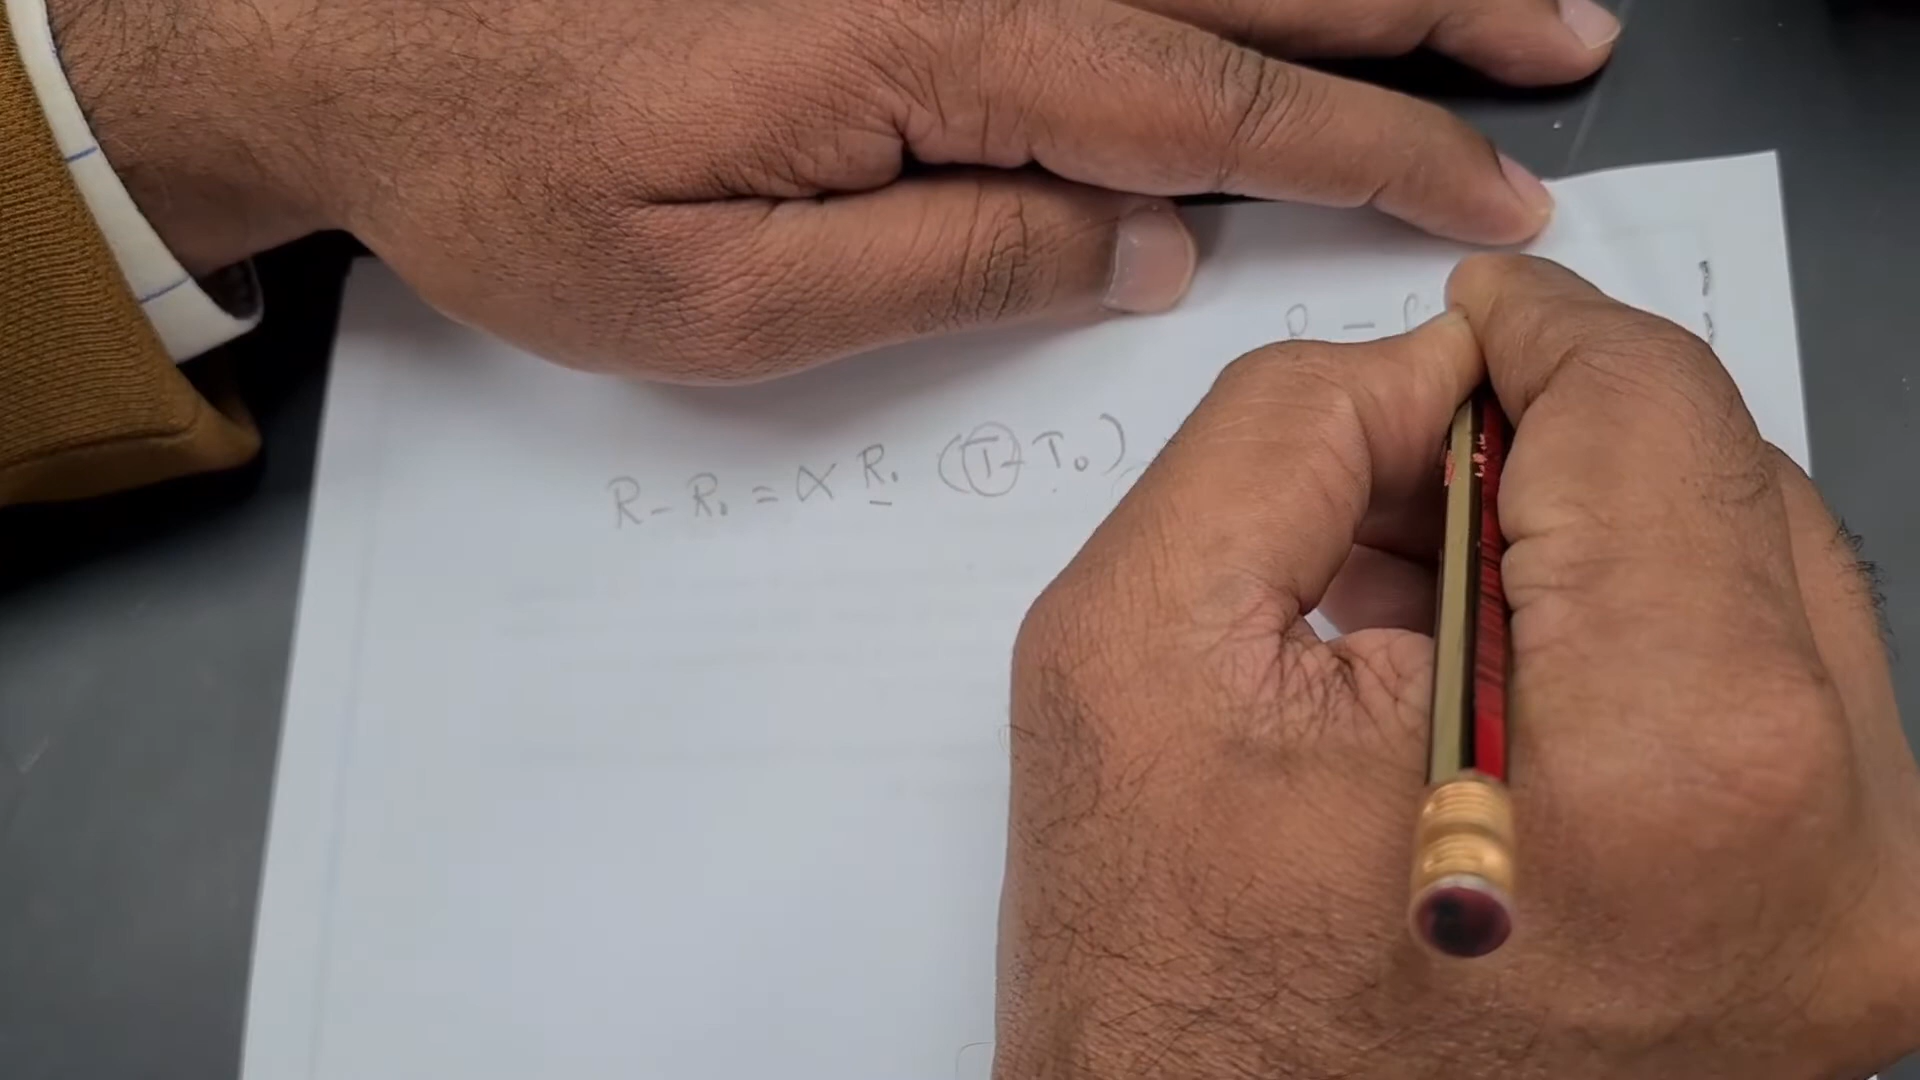 R -
R - R₀ = α R₀ (T - T₀)